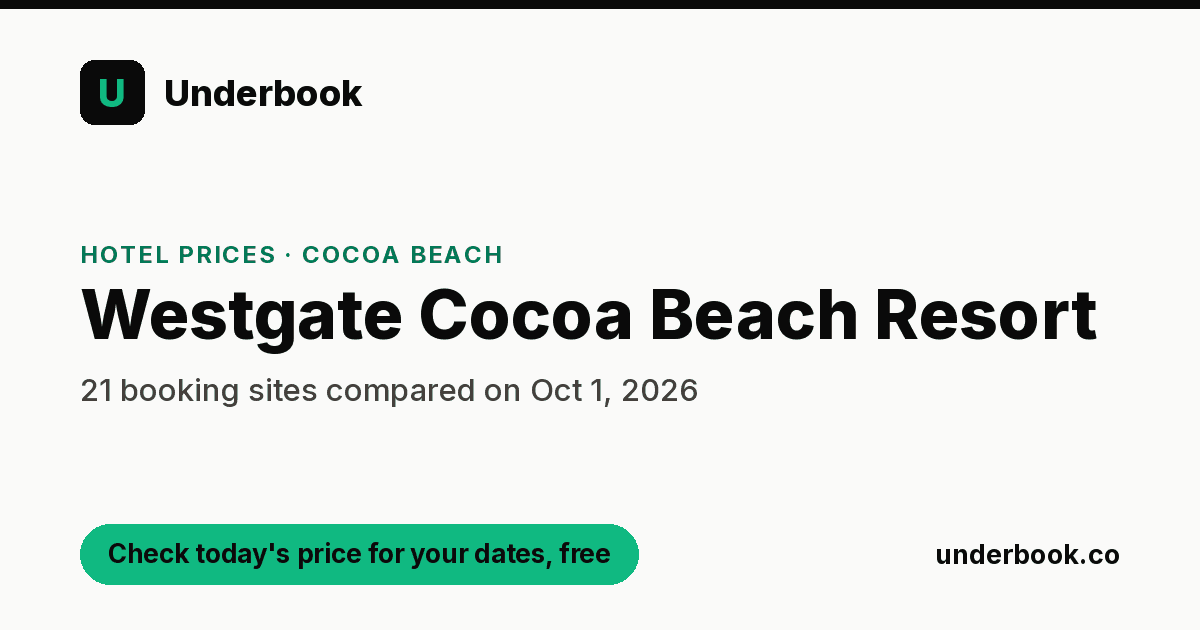 U Underbook
HOTEL PRICES · COCOA BEACH
Westgate Cocoa Beach Resort
21 booking sites compared on Oct 1, 2026
Check today's price for your dates, free
underbook.co